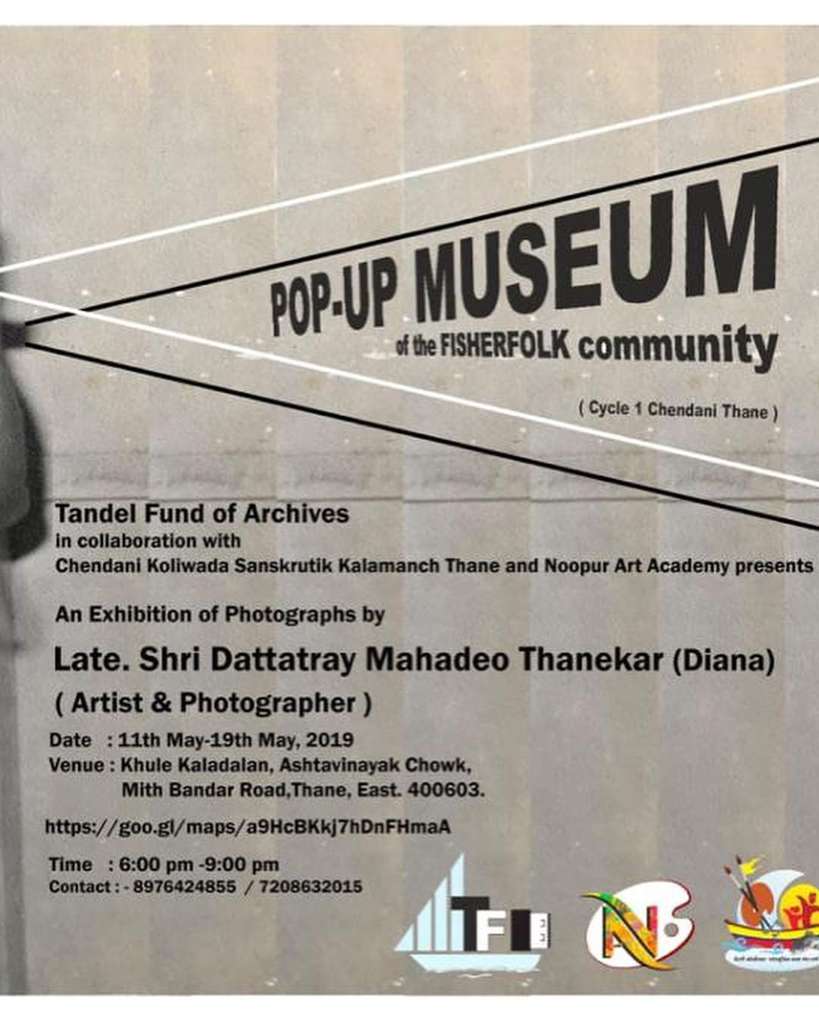 POP-UP MUSEUM
of the FISHERFOLK community
( Cycle 1 Chendani Thane )
Tandel Fund of Archives
in collaboration with
Chendani Koliwada Sanskrutik Kalamanch Thane and Noopur Art Academy presents
An Exhibition of Photographs by
Late. Shri Dattatray Mahadeo Thanekar (Diana)
( Artist & Photographer )
Date : 11th May-19th May, 2019
Venue : Khule Kaladalan, Ashtavinayak Chowk,
Mith Bandar Road,Thane, East. 400603.
https://goo.gl/maps/a9HcBKkj7hDnFHmaA
Time : 6:00 pm -9:00 pm
Contact : - 8976424855 / 7208632015
TF